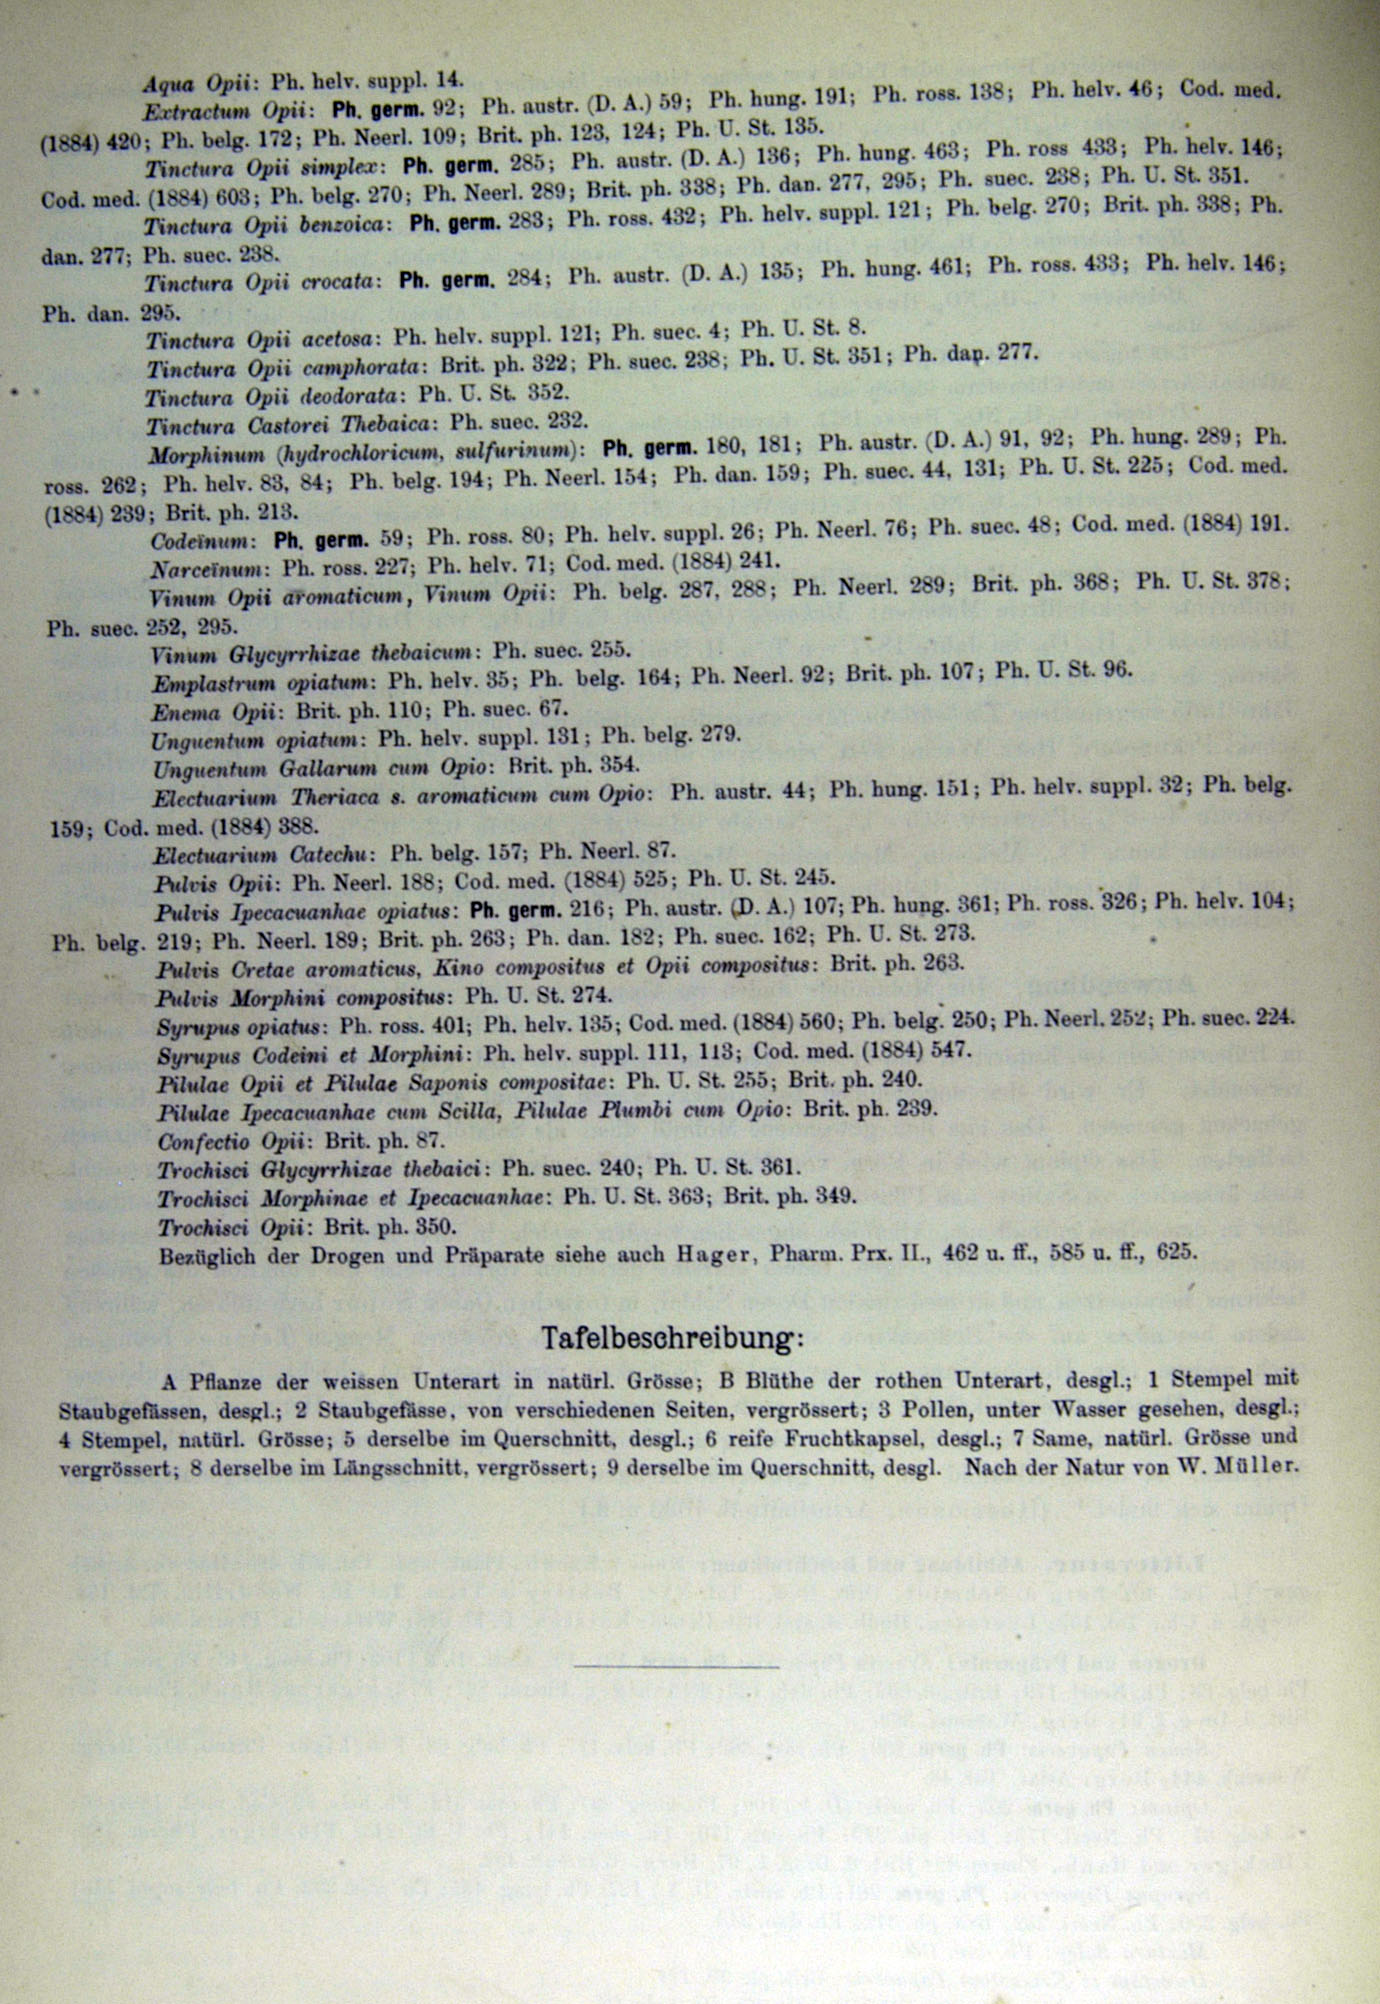 Aqua Opii: Ph. helv. suppl. 14.
Extractum Opii: Ph. germ. 92; Ph. austr. (D. A.) 59; Ph. hung. 191; Ph. ross. 138; Ph. helv. 46; Cod. med.
(1884) 420; Ph. belg. 172; Ph. Neerl. 109; Brit. ph. 123, 124; Ph. U. St. 135.
Tinctura Opii simplex: Ph. germ. 285; Ph. austr. (D. A.) 136; Ph. hung. 463; Ph. ross 433; Ph. helv. 146;
Cod. med. (1884) 603; Ph. belg. 270; Ph. Neerl. 289; Brit. ph. 338; Ph. dan. 277, 295; Ph. suec. 238; Ph. U. St. 351.
Tinctura Opii benzoica: Ph. germ. 283; Ph. ross. 432; Ph. helv. suppl. 121; Ph. belg. 270; Brit. ph. 338; Ph.
dan. 277; Ph. suec. 238.
Tinctura Opii crocata: Ph. germ. 284; Ph. austr. (D. A.) 135; Ph. hung. 461; Ph. ross. 433; Ph. helv. 146;
Ph. dan. 295.
Tinctura Opii acetosa: Ph. helv. suppl. 121; Ph. suec. 4; Ph. U. St. 8.
Tinctura Opii camphorata: Brit. ph. 322; Ph. suec. 238; Ph. U. St. 351; Ph. dan. 277.
Tinctura Opii deodorata: Ph. U. St. 352.
Tinctura Castorei Thebaica: Ph. suec. 232.
Morphinum (hydrochloricum, sulfurinum): Ph. germ. 180, 181; Ph. austr. (D. A.) 91, 92; Ph. hung. 289; Ph.
ross. 262; Ph. helv. 83, 84; Ph. belg. 194; Ph. Neerl. 154; Ph. dan. 159; Ph. suec. 44, 131; Ph. U. St. 225; Cod. med.
(1884) 239; Brit. ph. 213.
Codeïnum: Ph. germ. 59; Ph. ross. 80; Ph. helv. suppl. 26; Ph. Neerl. 76; Ph. suec. 48; Cod. med. (1884) 191.
Narceïnum: Ph. ross. 227; Ph. helv. 71; Cod. med. (1884) 241.
Vinum Opii aromaticum, Vinum Opii: Ph. belg. 287, 288; Ph. Neerl. 289; Brit. ph. 368; Ph. U. St. 378;
Ph. suec. 252, 295.
Vinum Glycyrrhizae thebaicum: Ph. suec. 255.
Emplastrum opiatum: Ph. helv. 35; Ph. belg. 164; Ph. Neerl. 92; Brit. ph. 107; Ph. U. St. 96.
Enema Opii: Brit. ph. 110; Ph. suec. 67.
Unguentum opiatum: Ph. helv. suppl. 131; Ph. belg. 279.
Unguentum Gallarum cum Opio: Brit. ph. 354.
Electuarium Theriaca s. aromaticum cum Opio: Ph. austr. 44; Ph. hung. 151; Ph. helv. suppl. 32; Ph. belg.
159; Cod. med. (1884) 388.
Electuarium Catechu: Ph. belg. 157; Ph. Neerl. 87.
Pulvis Opii: Ph. Neerl. 188; Cod. med. (1884) 525; Ph. U. St. 245.
Pulvis Ipecacuanhae opiatus: Ph. germ. 216; Ph. austr. (D. A.) 107; Ph. hung. 361; Ph. ross. 326; Ph. helv. 104;
Ph. belg. 219; Ph. Neerl. 189; Brit. ph. 263; Ph. dan. 182; Ph. suec. 162; Ph. U. St. 273.
Pulvis Cretae aromaticus, Kino compositus et Opii compositus: Brit. ph. 263.
Pulvis Morphini compositus: Ph. U. St. 274.
Syrupus opiatus: Ph. ross. 401; Ph. helv. 135; Cod. med. (1884) 560; Ph. belg. 250; Ph. Neerl. 252; Ph. suec. 224.
Syrupus Codeini et Morphini: Ph. helv. suppl. 111, 113; Cod. med. (1884) 547.
Pilulae Opii et Pilulae Saponis compositae: Ph. U. St. 255; Brit. ph. 240.
Pilulae Ipecacuanhae cum Scilla, Pilulae Plumbi cum Opio: Brit. ph. 239.
Confectio Opii: Brit. ph. 87.
Trochisci Glycyrrhizae thebaici: Ph. suec. 240; Ph. U. St. 361.
Trochisci Morphinae et Ipecacuanhae: Ph. U. St. 363; Brit. ph. 349.
Trochisci Opii: Brit. ph. 350.
Bezüglich der Drogen und Präparate siehe auch Hager, Pharm. Prx. II., 462 u. ff., 585 u. ff., 625.
Tafelbeschreibung:
A Pflanze der weissen Unterart in natürl. Grösse; B Blüthe der rothen Unterart, desgl.; 1 Stempel mit
Staubgefässen, desgl.; 2 Staubgefässe, von verschiedenen Seiten, vergrössert; 3 Pollen, unter Wasser gesehen, desgl.;
4 Stempel, natürl. Grösse; 5 derselbe im Querschnitt, desgl.; 6 reife Fruchtkapsel, desgl.; 7 Same, natürl. Grösse und
vergrössert; 8 derselbe im Längsschnitt, vergrössert; 9 derselbe im Querschnitt, desgl. Nach der Natur von W. Müller.